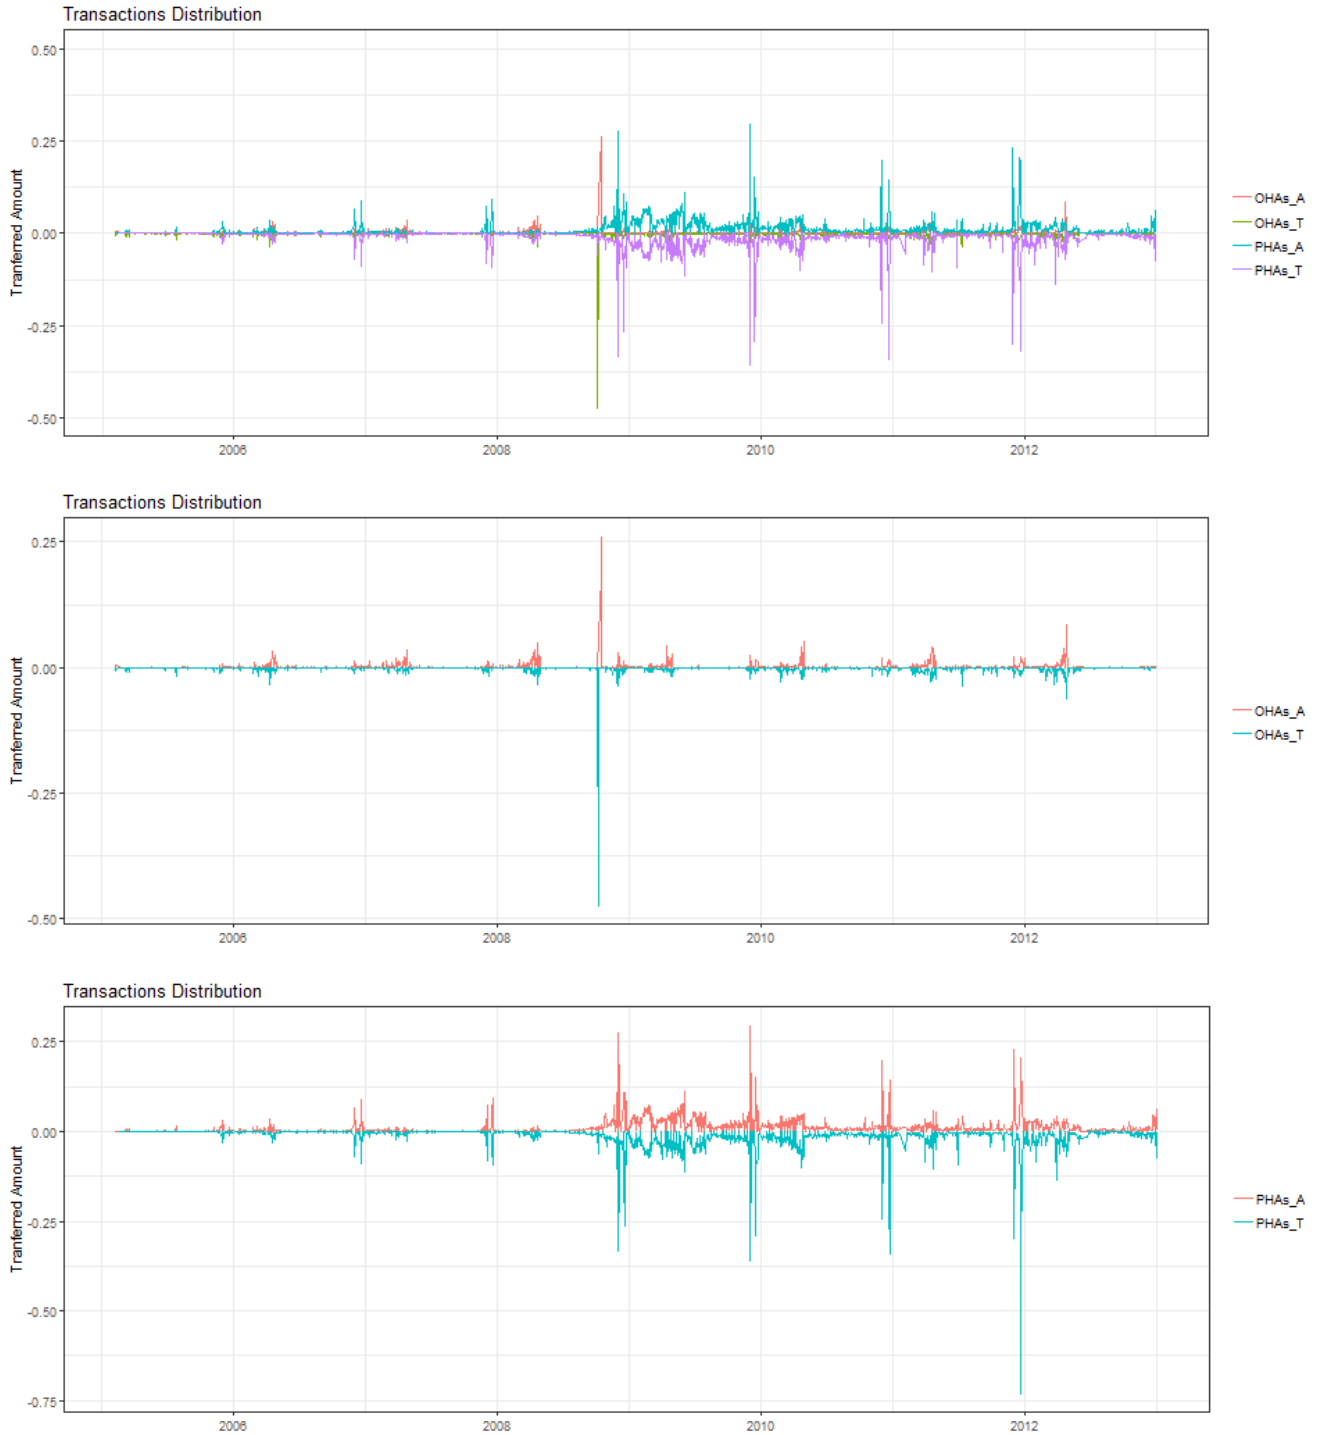 Transactions Distribution
Tranferred Amount
0.50
0.25
0.00
-0.25
-0.50
2006 2008 2010 2012
OHAs_A
OHAs_T
PHAs_A
PHAs_T
Transactions Distribution
Tranferred Amount
0.25
0.00
-0.25
-0.50
2006 2008 2010 2012
OHAs_A
OHAs_T
Transactions Distribution
Tranferred Amount
0.25
0.00
-0.25
-0.50
-0.75
2006 2008 2010 2012
PHAs_A
PHAs_T